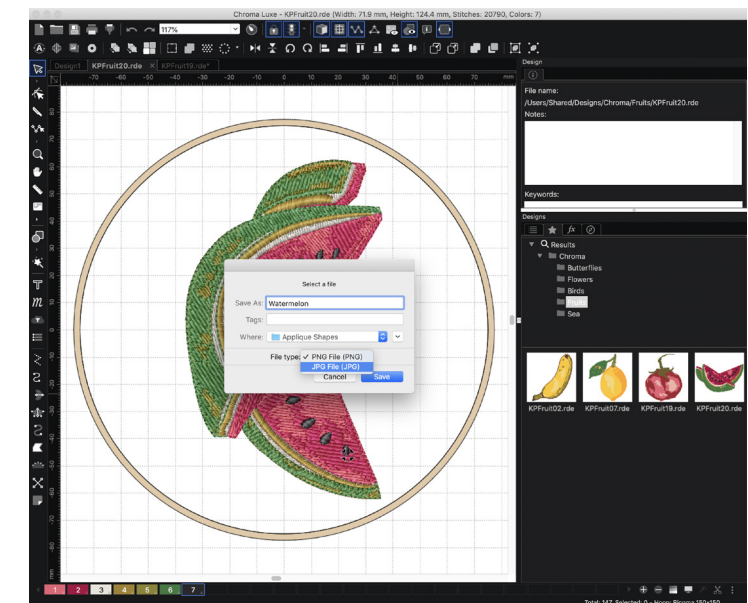 Chroma Luxe - KPFruit20.rde (Width: 71.9 mm, Height: 124.4 mm, Stitches: 20790, Colors: 7)
117%
Design1 KPFruit20.rde × KPFruit19.rde*
-70 -60 -50 -40 -30 -20 -10 0 10 20 30 40 50 60 70 mm
Design
File name:
/Users/Shared/Designs/Chroma/Fruits/KPFruit20.rde
Notes:
Keywords:
Designs
Results
Chroma
Butterflies
Flowers
Birds
Fruits
Sea
Select a file
Save As: Watermelon
Tags:
Where: Applique Shapes
File type: ✓ PNG File (PNG)
JPG File (JPG)
Cancel Save
KPFruit02.rde KPFruit07.rde KPFruit19.rde KPFruit20.rde
mm
1 2 3 4 5 6 7
Total: 147, Selected: 0 - Hoop: Ricoma 150x150